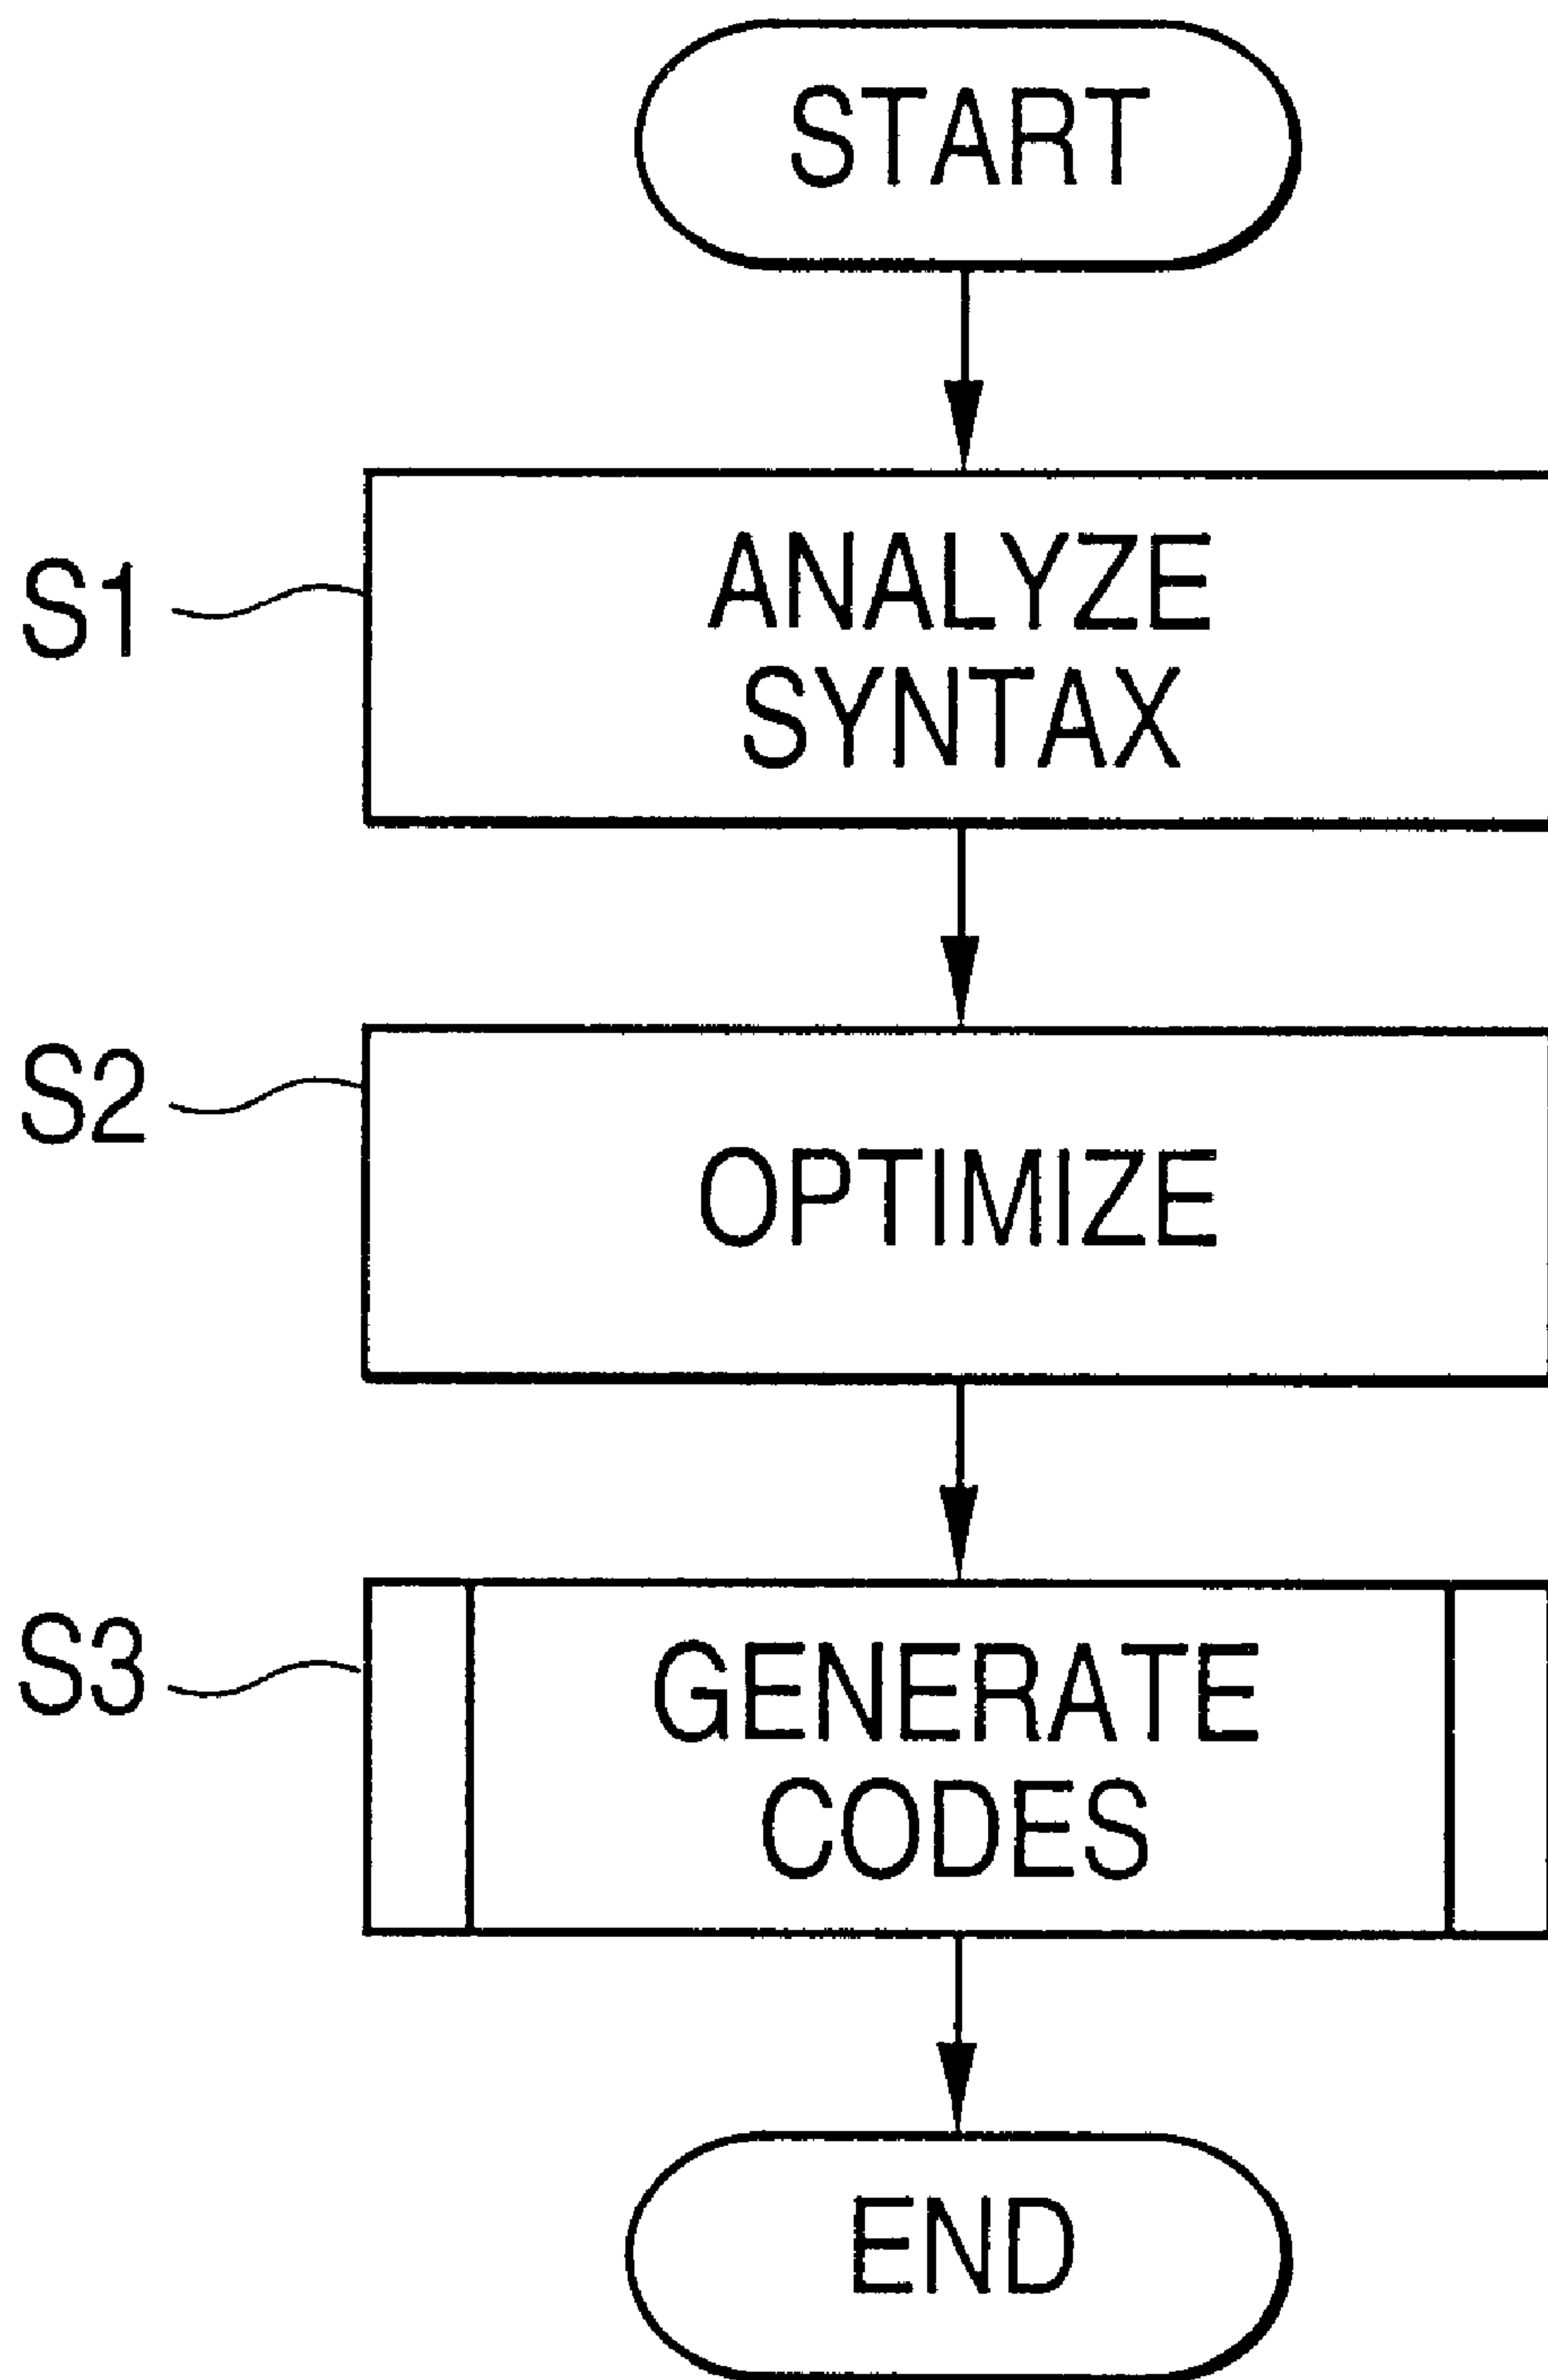 START
S1
ANALYZE
SYNTAX
S2
OPTIMIZE
S3
GENERATE
CODES
END